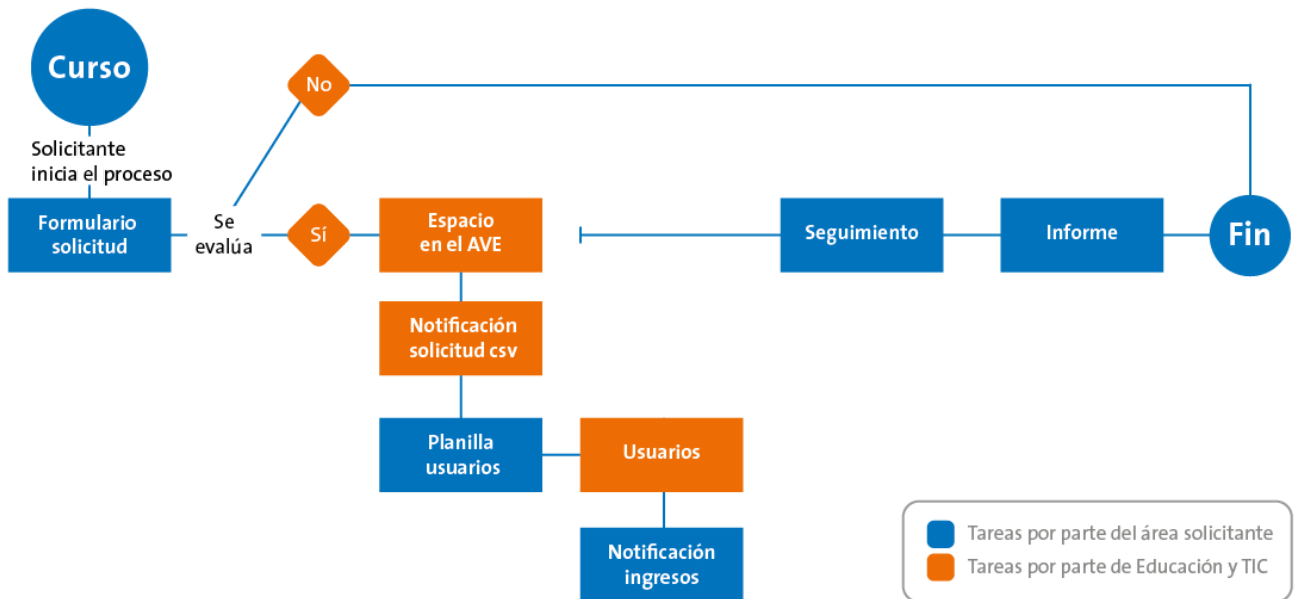 Curso
No
Solicitante
inicia el proceso
Formulario
solicitud
Se
evalúa
Sí
Espacio
en el AVE
Seguimiento
Informe
Fin
Notificación
solicitud csv
Planilla
usuarios
Usuarios
Notificación
ingresos
Tareas por parte del área solicitante
Tareas por parte de Educación y TIC